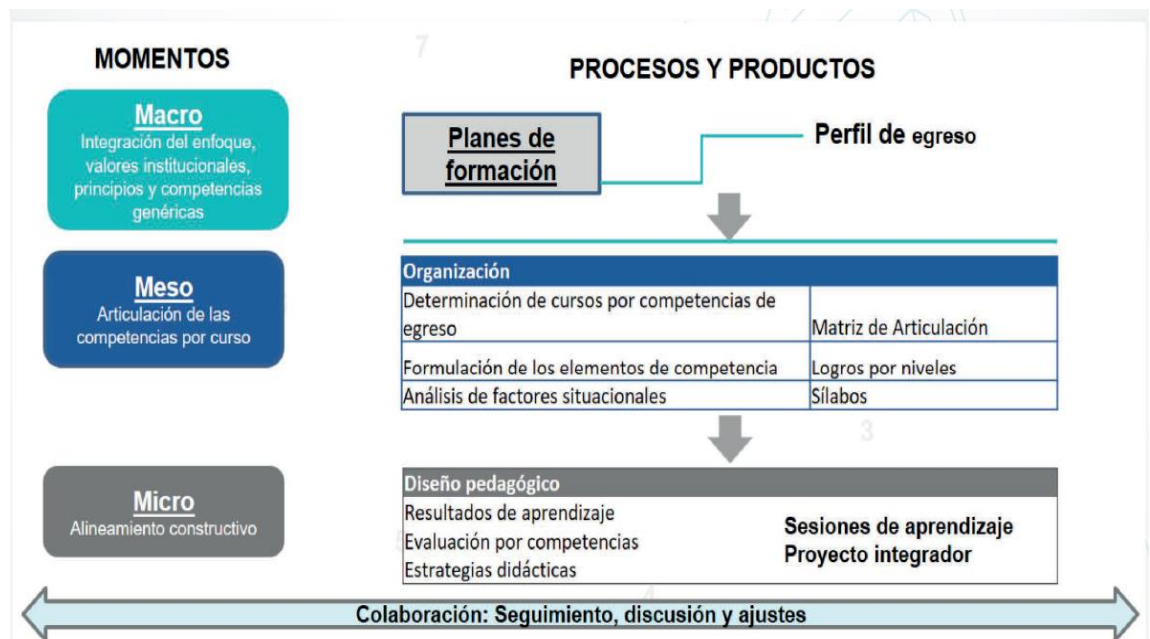 MOMENTOS
7
PROCESOS Y PRODUCTOS
Macro
Integración del enfoque,
valores institucionales,
principios y competencias
genéricas
Planes de
formación
Perfil de egreso
Meso
Articulación de las
competencias por curso
Organización
Determinación de cursos por competencias de
egreso
Matriz de Articulación
Formulación de los elementos de competencia
Logros por niveles
Análisis de factores situacionales
Sílabos
3
Micro
Alineamiento constructivo
Diseño pedagógico
Resultados de aprendizaje
Evaluación por competencias
Estrategias didácticas
Sesiones de aprendizaje
Proyecto integrador
Colaboración: Seguimiento, discusión y ajustes